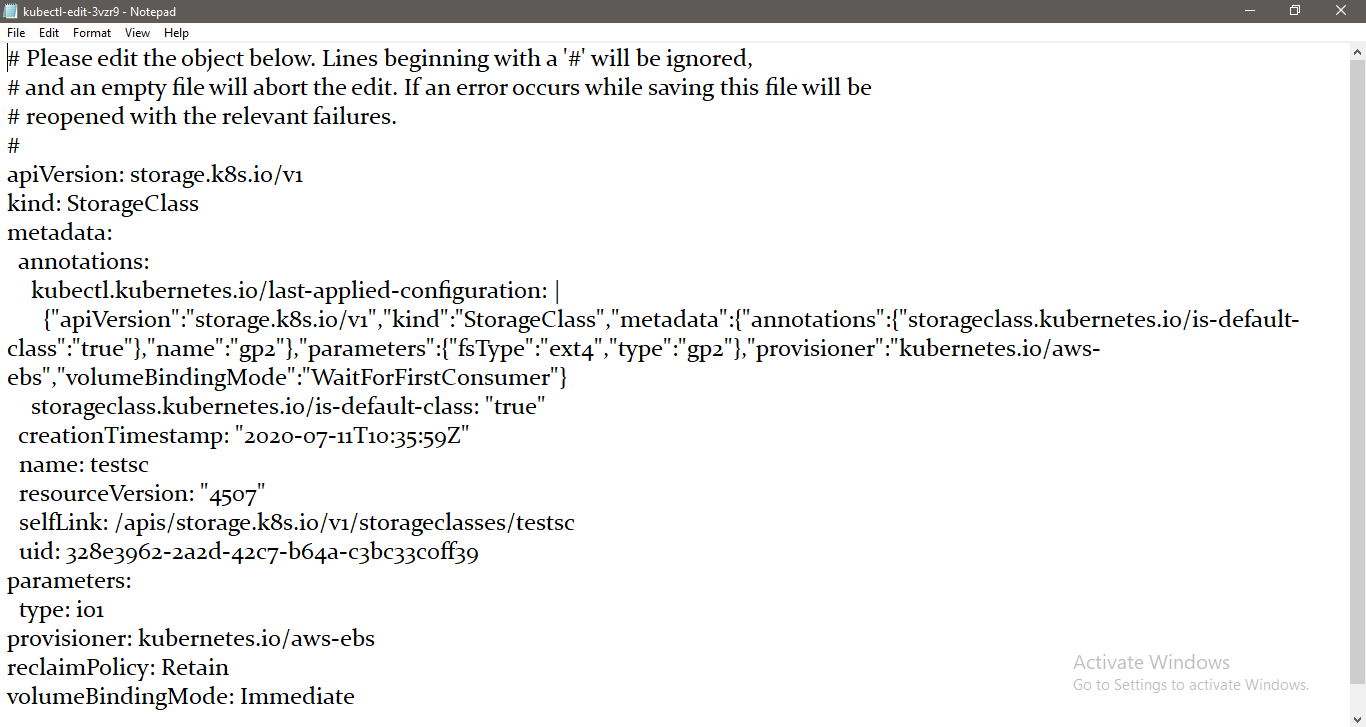 kubectl-edit-3vzr9 - Notepad
File Edit Format View Help
# Please edit the object below. Lines beginning with a '#' will be ignored,
# and an empty file will abort the edit. If an error occurs while saving this file will be
# reopened with the relevant failures.
#
apiVersion: storage.k8s.io/v1
kind: StorageClass
metadata:
  annotations:
    kubectl.kubernetes.io/last-applied-configuration: |
      {"apiVersion":"storage.k8s.io/v1","kind":"StorageClass","metadata":{"annotations":{"storageclass.kubernetes.io/is-default-
class":"true"},"name":"gp2"},"parameters":{"fsType":"ext4","type":"gp2"},"provisioner":"kubernetes.io/aws-
ebs","volumeBindingMode":"WaitForFirstConsumer"}
    storageclass.kubernetes.io/is-default-class: "true"
  creationTimestamp: "2020-07-11T10:35:59Z"
  name: testsc
  resourceVersion: "4507"
  selfLink: /apis/storage.k8s.io/v1/storageclasses/testsc
  uid: 328e3962-2a2d-42c7-b64a-c3bc33c0ff39
parameters:
  type: io1
provisioner: kubernetes.io/aws-ebs
reclaimPolicy: Retain
volumeBindingMode: Immediate
Activate Windows
Go to Settings to activate Windows.